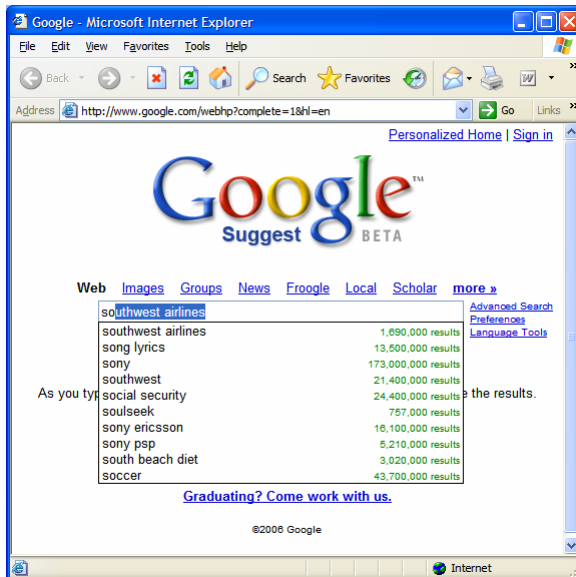 Google - Microsoft Internet Explorer
File Edit View Favorites Tools Help
Back Search Favorites W »
Address http://www.google.com/webhp?complete=1&hl=en Go Links »
Personalized Home | Sign in
Google™
Suggest BETA
Web Images Groups News Froogle Local Scholar more »
southwest airlines
Advanced Search
Preferences
Language Tools
southwest airlines 1,690,000 results
song lyrics 13,500,000 results
sony 173,000,000 results
southwest 21,400,000 results
As you typ
social security 24,400,000 results
e the results.
soulseek 757,000 results
sony ericsson 16,100,000 results
sony psp 5,210,000 results
south beach diet 3,020,000 results
soccer 43,700,000 results
Graduating? Come work with us.
©2006 Google
Internet